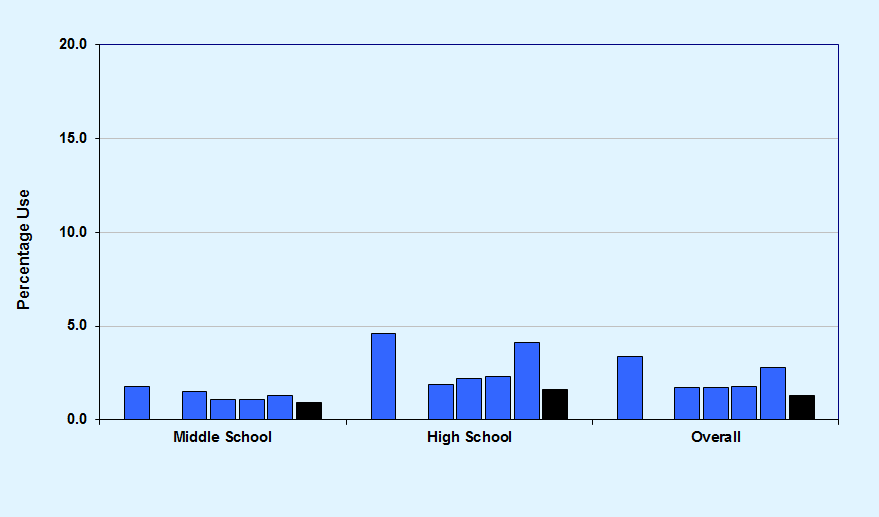 20.0
15.0
10.0
5.0
0.0
Percentage Use
Middle School
High School
Overall